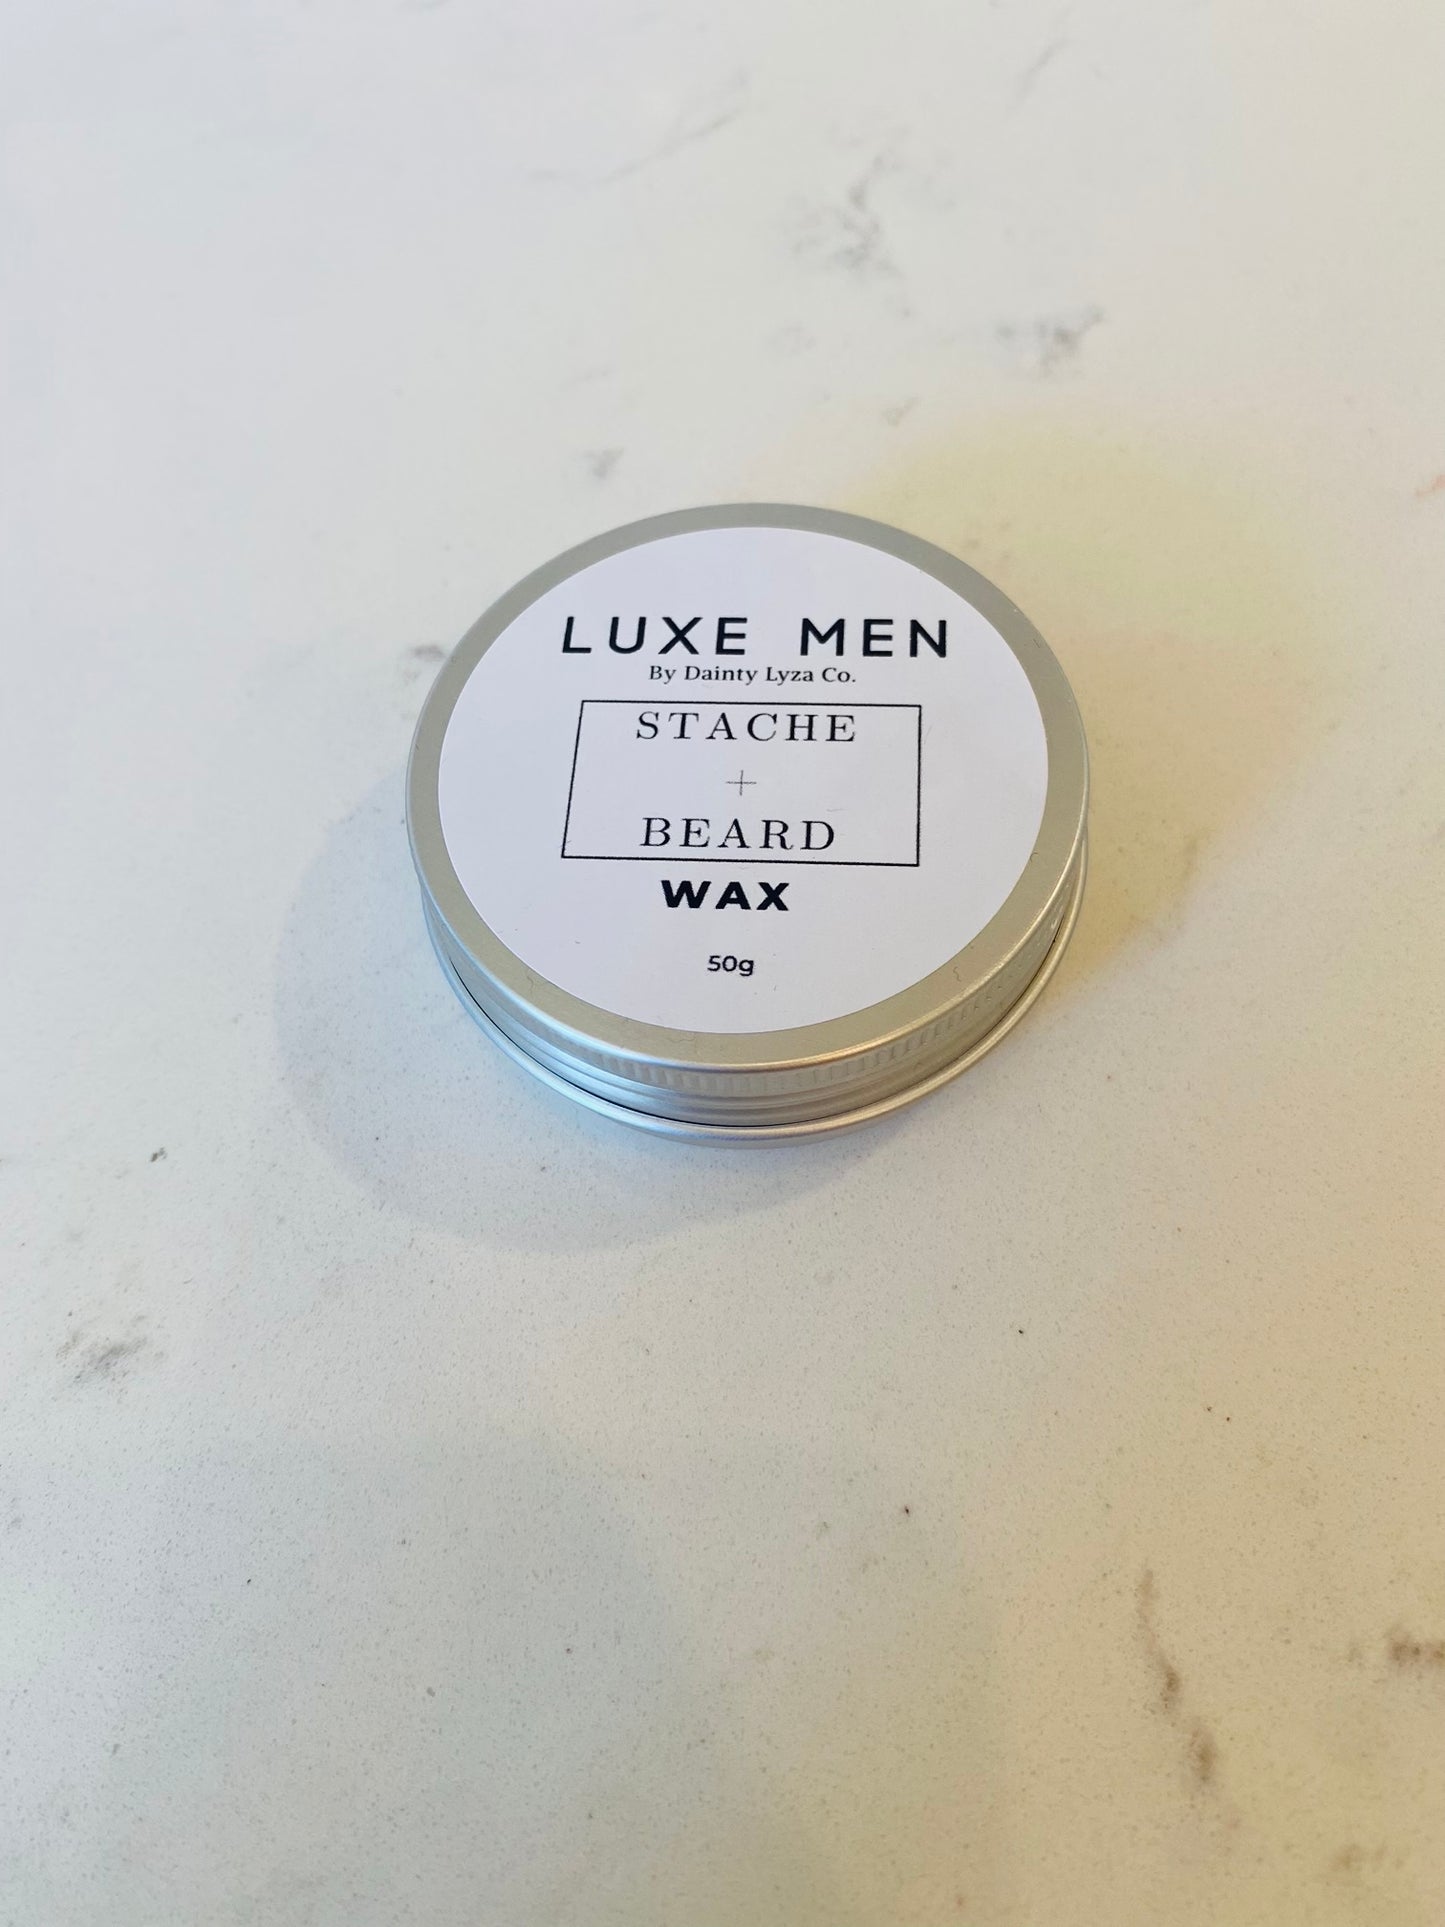 LUXE MEN
By Dainty Lyza Co.
STACHE
+
BEARD
WAX
50g